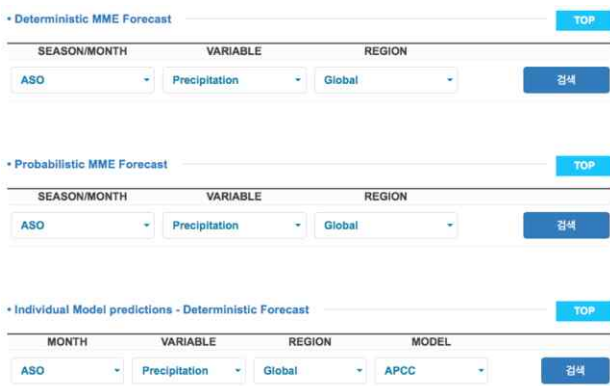 • Deterministic MME Forecast TOP
SEASON/MONTH VARIABLE REGION
ASO Precipitation Global 검색
• Probabilistic MME Forecast TOP
SEASON/MONTH VARIABLE REGION
ASO Precipitation Global 검색
• Individual Model predictions - Deterministic Forecast TOP
MONTH VARIABLE REGION MODEL
ASO Precipitation Global APCC 검색